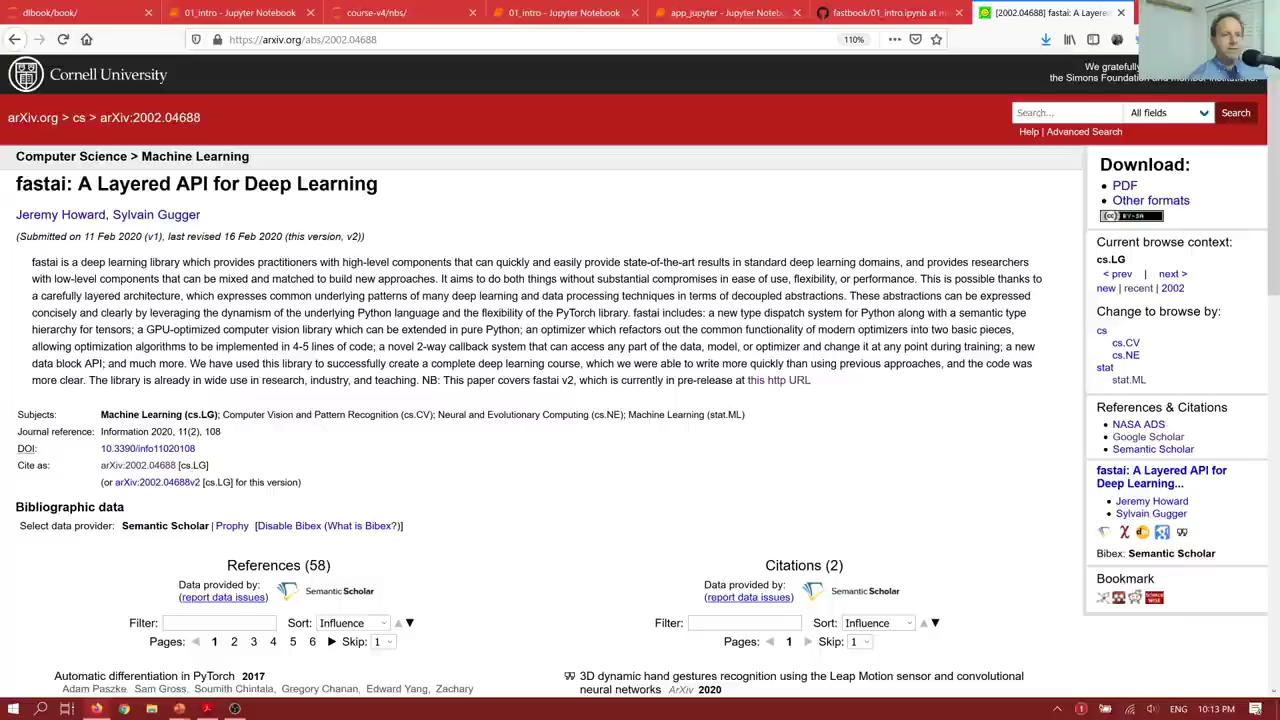 dlbook/book/
01_intro - Jupyter Notebook
course-v4/nbs/
01_intro - Jupyter Notebook
app_jupyter - Jupyter Noteb
fastbook/01_intro.ipynb at m
[2002.04688] fastai: A Layere
https://arxiv.org/abs/2002.04688
110%
Cornell University
We gratefully
the Simons Foundation
arXiv.org > cs > arXiv:2002.04688
Search...
All fields
Search
Help | Advanced Search
Computer Science > Machine Learning
fastai: A Layered API for Deep Learning
Jeremy Howard, Sylvain Gugger
(Submitted on 11 Feb 2020 (v1), last revised 16 Feb 2020 (this version, v2))
fastai is a deep learning library which provides practitioners with high-level components that can quickly and easily provide state-of-the-art results in standard deep learning domains, and provides researchers
with low-level components that can be mixed and matched to build new approaches. It aims to do both things without substantial compromises in ease of use, flexibility, or performance. This is possible thanks to
a carefully layered architecture, which expresses common underlying patterns of many deep learning and data processing techniques in terms of decoupled abstractions. These abstractions can be expressed
concisely and clearly by leveraging the dynamism of the underlying Python language and the flexibility of the PyTorch library. fastai includes: a new type dispatch system for Python along with a semantic type
hierarchy for tensors; a GPU-optimized computer vision library which can be extended in pure Python; an optimizer which refactors out the common functionality of modern optimizers into two basic pieces,
allowing optimization algorithms to be implemented in 4-5 lines of code; a novel 2-way callback system that can access any part of the data, model, or optimizer and change it at any point during training; a new
data block API; and much more. We have used this library to successfully create a complete deep learning course, which we were able to write more quickly than using previous approaches, and the code was
more clear. The library is already in wide use in research, industry, and teaching. NB: This paper covers fastai v2, which is currently in pre-release at this http URL
Subjects: Machine Learning (cs.LG); Computer Vision and Pattern Recognition (cs.CV); Neural and Evolutionary Computing (cs.NE); Machine Learning (stat.ML)
Journal reference: Information 2020, 11(2), 108
DOI: 10.3390/info11020108
Cite as: arXiv:2002.04688 [cs.LG]
(or arXiv:2002.04688v2 [cs.LG] for this version)
Bibliographic data
Select data provider: Semantic Scholar | Prophy [Disable Bibex (What is Bibex?)]
References (58)
Data provided by:
(report data issues)
SEMANTIC SCHOLAR
Filter: Sort: Influence
Pages: 1 2 3 4 5 6 Skip: 1
Automatic differentiation in PyTorch 2017
Adam Paszke, Sam Gross, Soumith Chintala, Gregory Chanan, Edward Yang, Zachary
Citations (2)
Data provided by:
(report data issues)
SEMANTIC SCHOLAR
Filter: Sort: Influence
Pages: 1 Skip: 1
3D dynamic hand gestures recognition using the Leap Motion sensor and convolutional
neural networks ArXiv 2020
Download:
PDF
Other formats
(cc) BY-SA
Current browse context:
cs.LG
< prev | next >
new | recent | 2002
Change to browse by:
cs
cs.CV
cs.NE
stat
stat.ML
References & Citations
NASA ADS
Google Scholar
Semantic Scholar
fastai: A Layered API for
Deep Learning...
Jeremy Howard
Sylvain Gugger
Bibex: Semantic Scholar
Bookmark
ENG 10:13 PM